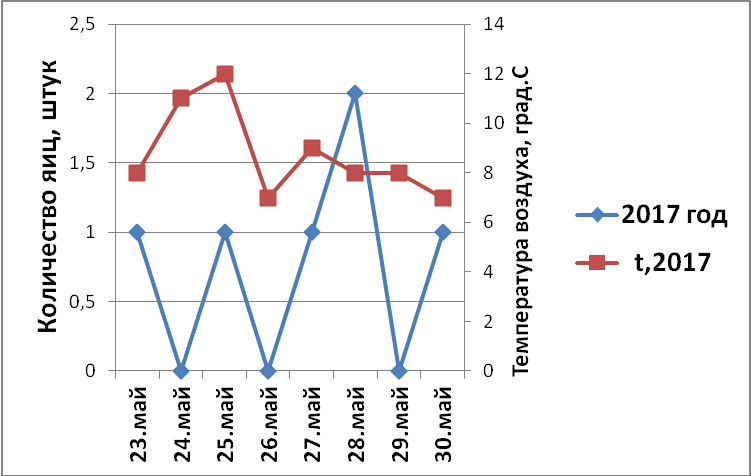 Количество яиц, штук
2,5
2
1,5
1
0,5
0
14
12
10
8
6
4
2
0
Температура воздуха, град.С
23.май
24.май
25.май
26.май
27.май
28.май
29.май
30.май
2017 год
t,2017